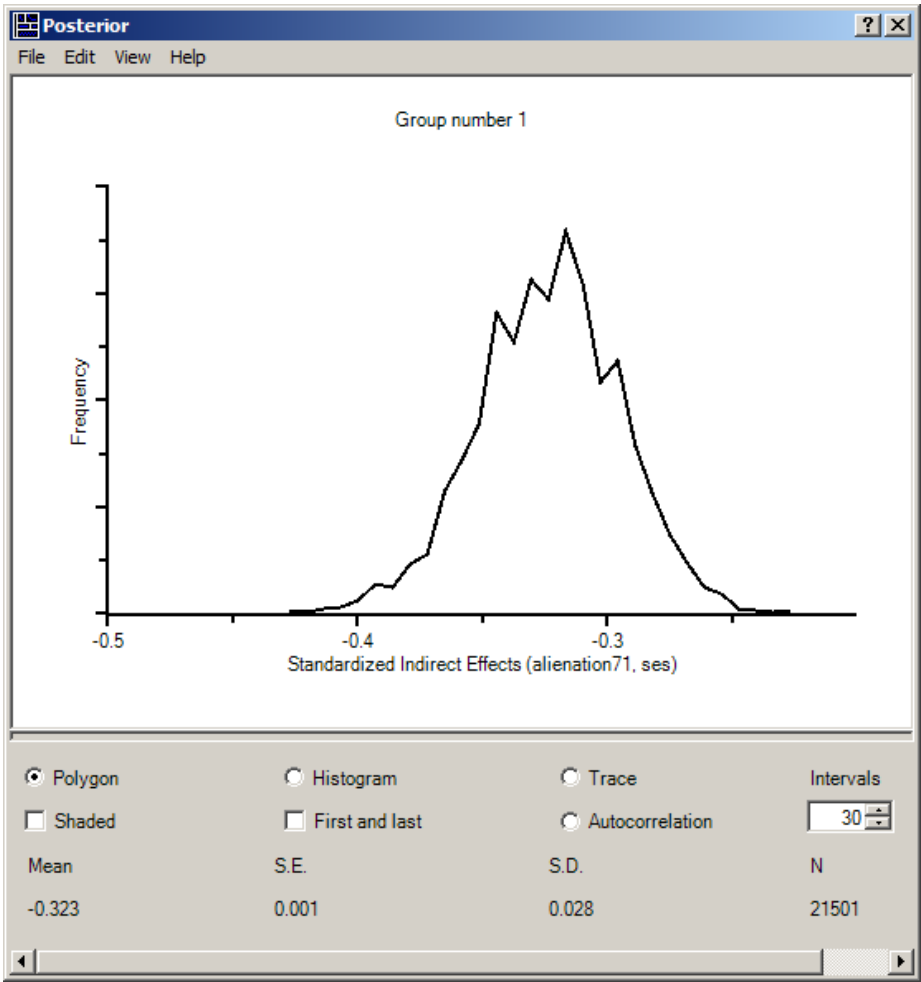 Posterior
File Edit View Help
Group number 1
Frequency
-0.5 -0.4 -0.3
Standardized Indirect Effects (alienation71, ses)
Polygon Histogram Trace Intervals
Shaded First and last Autocorrelation 30
Mean S.E. S.D. N
-0.323 0.001 0.028 21501